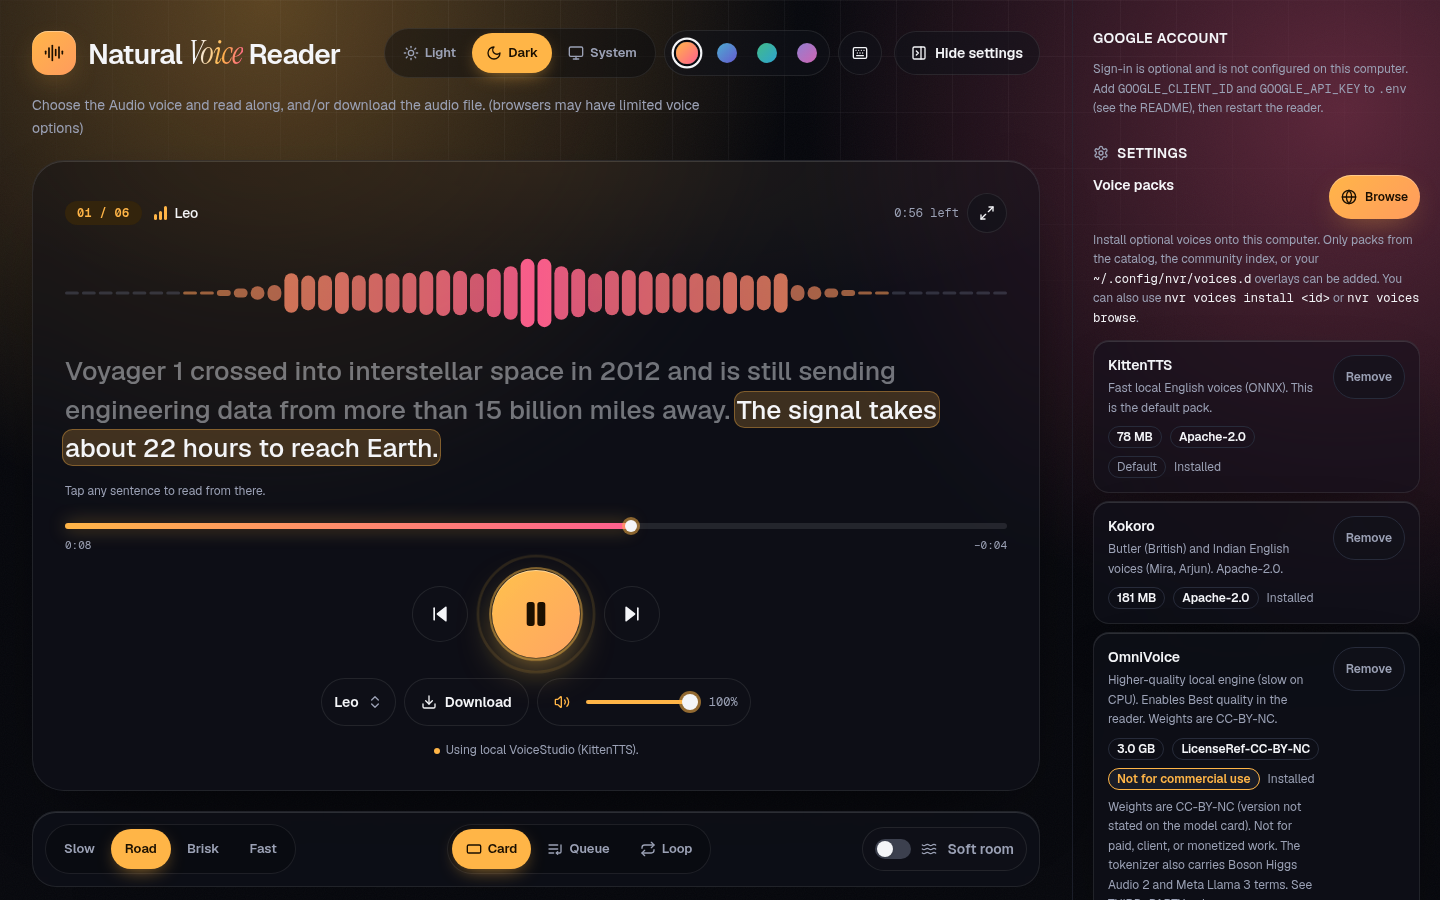 Natural Voice Reader
Light
Dark
System
Hide settings
Choose the Audio voice and read along, and/or download the audio file. (browsers may have limited voice
options)
01 / 06
Leo
0:56 left
Voyager 1 crossed into interstellar space in 2012 and is still sending
engineering data from more than 15 billion miles away. The signal takes
about 22 hours to reach Earth.
Tap any sentence to read from there.
0:08
−0:04
Leo
Download
100%
Using local VoiceStudio (KittenTTS).
Slow
Road
Brisk
Fast
Card
Queue
Loop
Soft room
GOOGLE ACCOUNT
Sign-in is optional and is not configured on this computer.
Add GOOGLE_CLIENT_ID and GOOGLE_API_KEY to .env
(see the README), then restart the reader.
SETTINGS
Voice packs
Browse
Install optional voices onto this computer. Only packs from
the catalog, the community index, or your
~/.config/nvr/voices.d overlays can be added. You
can also use nvr voices install <id> or nvr voices
browse.
KittenTTS
Remove
Fast local English voices (ONNX). This
is the default pack.
78 MB
Apache-2.0
Default
Installed
Kokoro
Remove
Butler (British) and Indian English
voices (Mira, Arjun). Apache-2.0.
181 MB
Apache-2.0
Installed
OmniVoice
Remove
Higher-quality local engine (slow on
CPU). Enables Best quality in the
reader. Weights are CC-BY-NC.
3.0 GB
LicenseRef-CC-BY-NC
Not for commercial use
Installed
Weights are CC-BY-NC (version not
stated on the model card). Not for
paid, client, or monetized work. The
tokenizer also carries Boson Higgs
Audio 2 and Meta Llama 3 terms. See